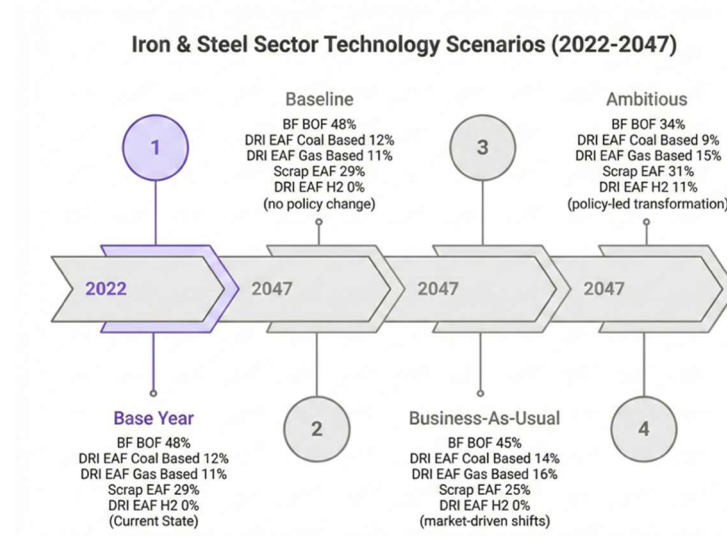 Iron & Steel Sector Technology Scenarios (2022-2047)
1
2022
Base Year
BF BOF 48%
DRI EAF Coal Based 12%
DRI EAF Gas Based 11%
Scrap EAF 29%
DRI EAF H2 0%
(Current State)
Baseline
BF BOF 48%
DRI EAF Coal Based 12%
DRI EAF Gas Based 11%
Scrap EAF 29%
DRI EAF H2 0%
(no policy change)
2047
2
3
2047
Business-As-Usual
BF BOF 45%
DRI EAF Coal Based 14%
DRI EAF Gas Based 16%
Scrap EAF 25%
DRI EAF H2 0%
(market-driven shifts)
Ambitious
BF BOF 34%
DRI EAF Coal Based 9%
DRI EAF Gas Based 15%
Scrap EAF 31%
DRI EAF H2 11%
(policy-led transformation)
2047
4